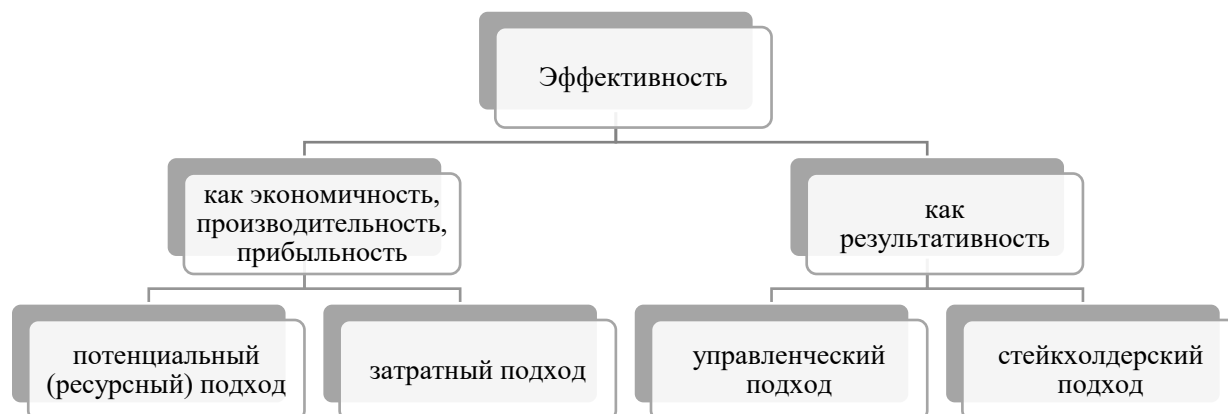 Эффективность
как экономичность,
производительность,
прибыльность
как
результативность
потенциальный
(ресурсный) подход
затратный подход
управленческий
подход
стейкхолдерский
подход